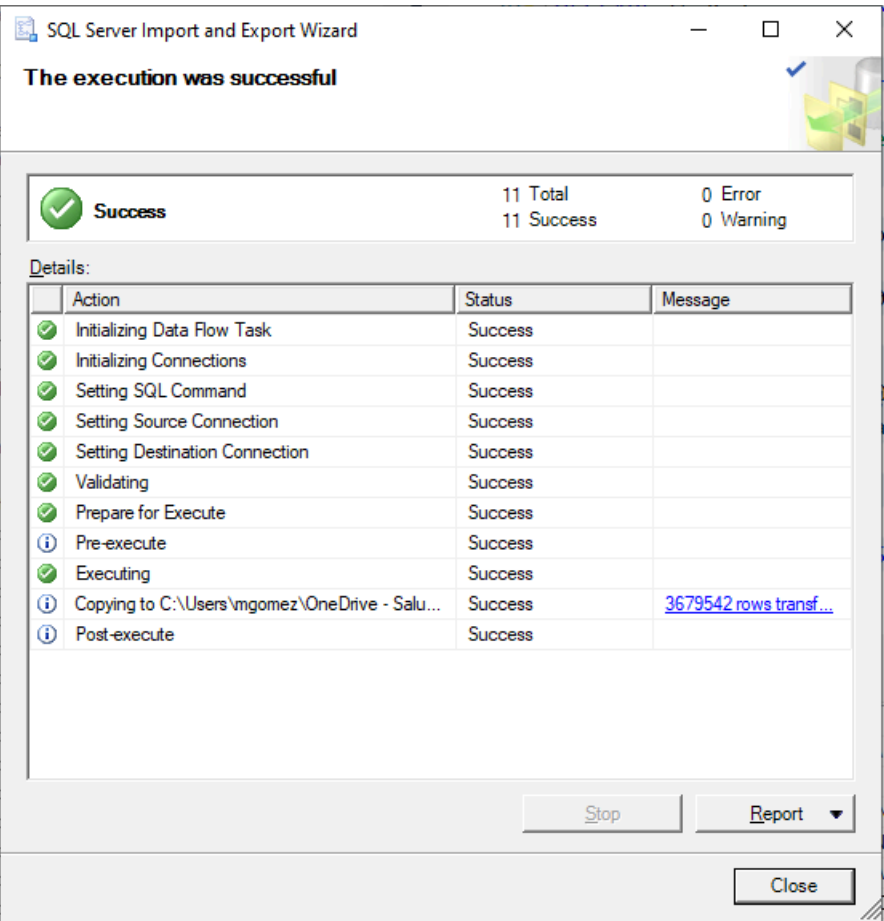 SQL Server Import and Export Wizard
The execution was successful
Success
11 Total
0 Error
11 Success
0 Warning
Details:
Action Status Message
Initializing Data Flow Task Success
Initializing Connections Success
Setting SQL Command Success
Setting Source Connection Success
Setting Destination Connection Success
Validating Success
Prepare for Execute Success
Pre-execute Success
Executing Success
Copying to C:\Users\mgomez\OneDrive - Salu... Success 3679542 rows transf...
Post-execute Success
Stop
Report
Close